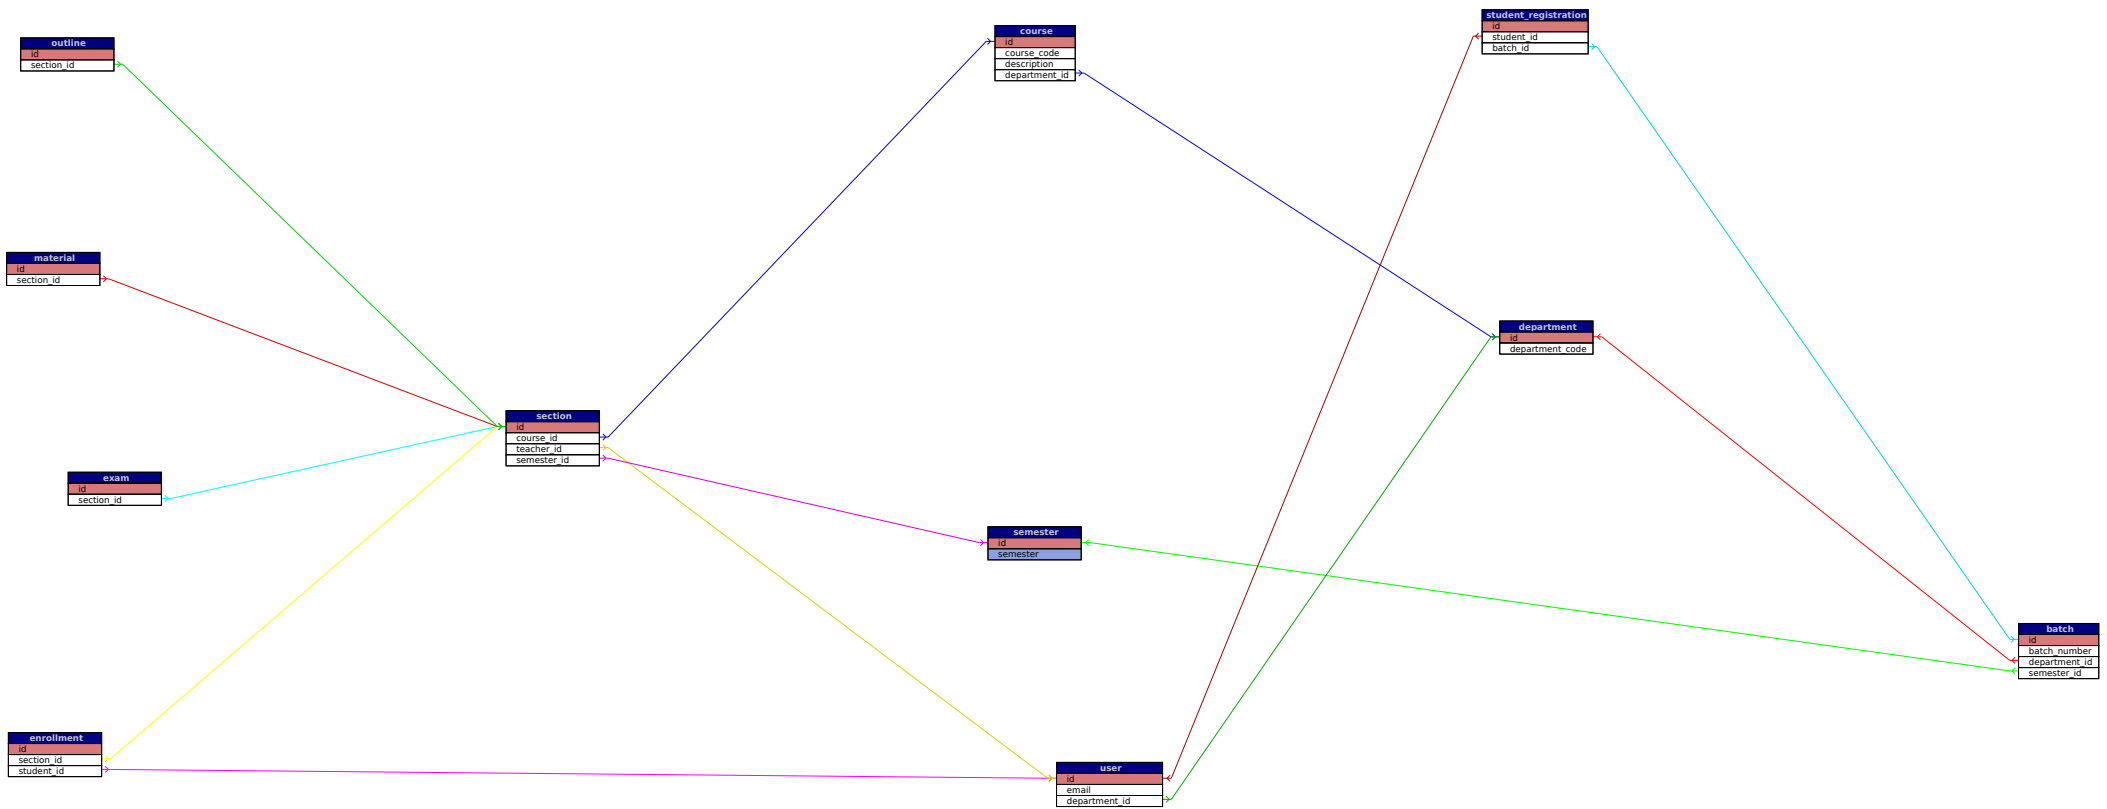 outline
id
section_id
course
id
course_code
description
department_id
student_registration
id
student_id
batch_id
material
id
section_id
department
id
department_code
section
id
course_id
teacher_id
semester_id
exam
id
section_id
semester
id
semester
batch
id
batch_number
department_id
semester_id
enrollment
id
section_id
student_id
user
id
email
department_id